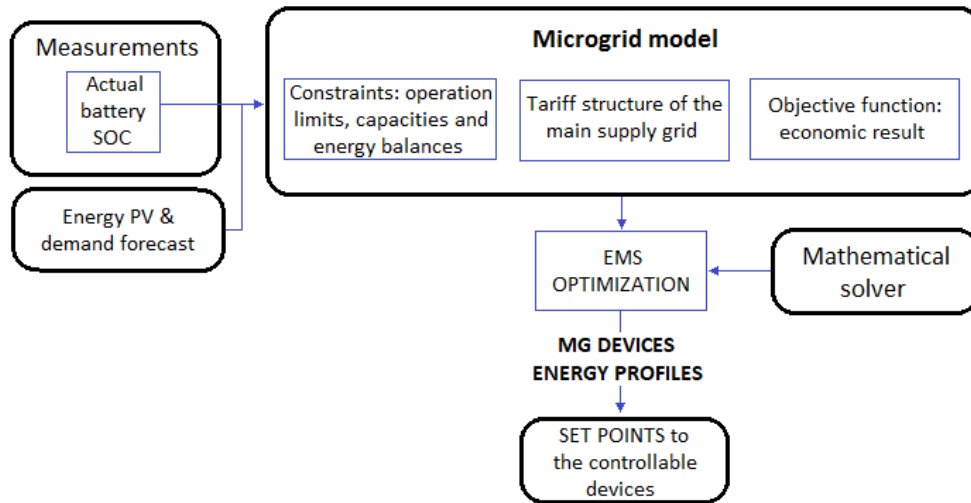 Measurements
Actual
battery
SOC
Energy PV &
demand forecast
Microgrid model
Constraints: operation
limits, capacities and
energy balances
Tariff structure of the
main supply grid
Objective function:
economic result
EMS
OPTIMIZATION
Mathematical
solver
MG DEVICES
ENERGY PROFILES
SET POINTS to
the controllable
devices